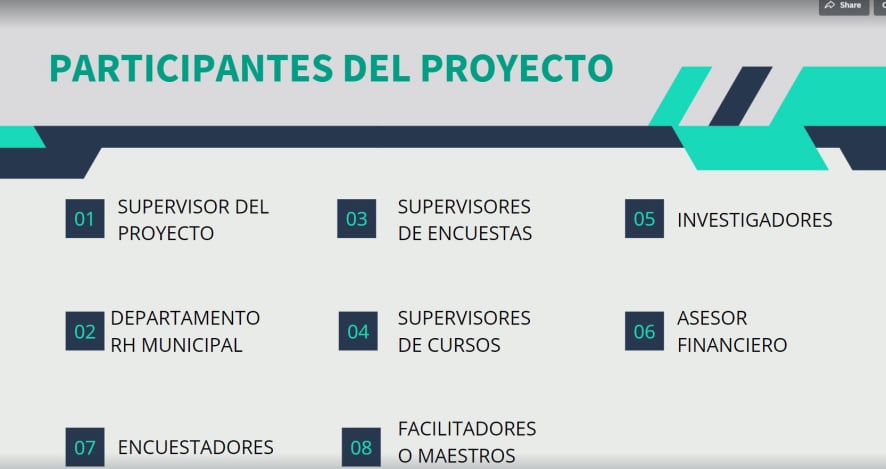 Share
PARTICIPANTES DEL PROYECTO
01
SUPERVISOR DEL
PROYECTO
03
SUPERVISORES
DE ENCUESTAS
05
INVESTIGADORES
02
DEPARTAMENTO
RH MUNICIPAL
04
SUPERVISORES
DE CURSOS
06
ASESOR
FINANCIERO
07
ENCUESTADORES
08
FACILITADORES
O MAESTROS